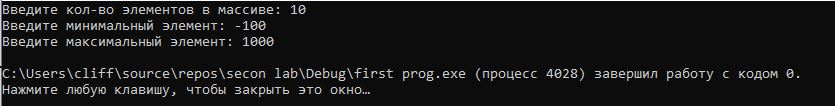 Введите кол-во элементов в массиве: 10
Введите минимальный элемент: -100
Введите максимальный элемент: 1000
C:\Users\cliff\source\repos\secon lab\Debug\first prog.exe (процесс 4028) завершил работу с кодом 0.
Нажмите любую клавишу, чтобы закрыть это окно…